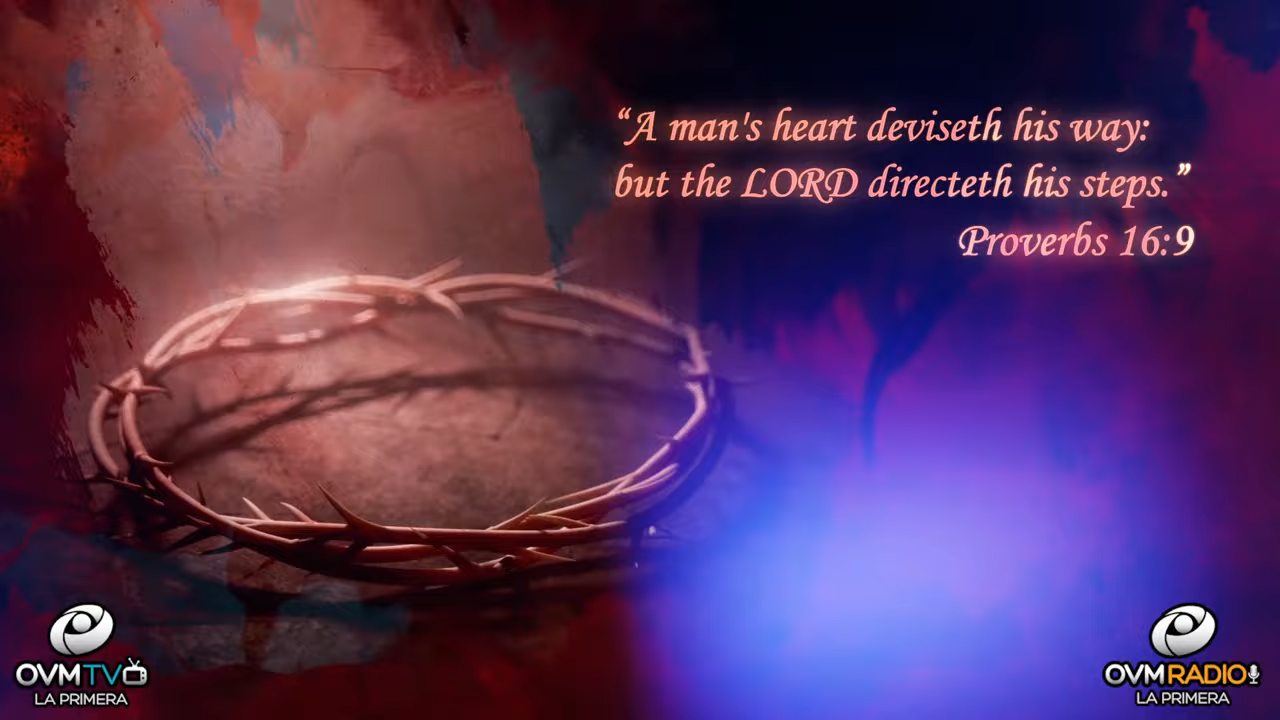 “A man's heart deviseth his way:
but the LORD directeth his steps.”
Proverbs 16:9
OVMTV
LA PRIMERA
OVMRADIO
LA PRIMERA